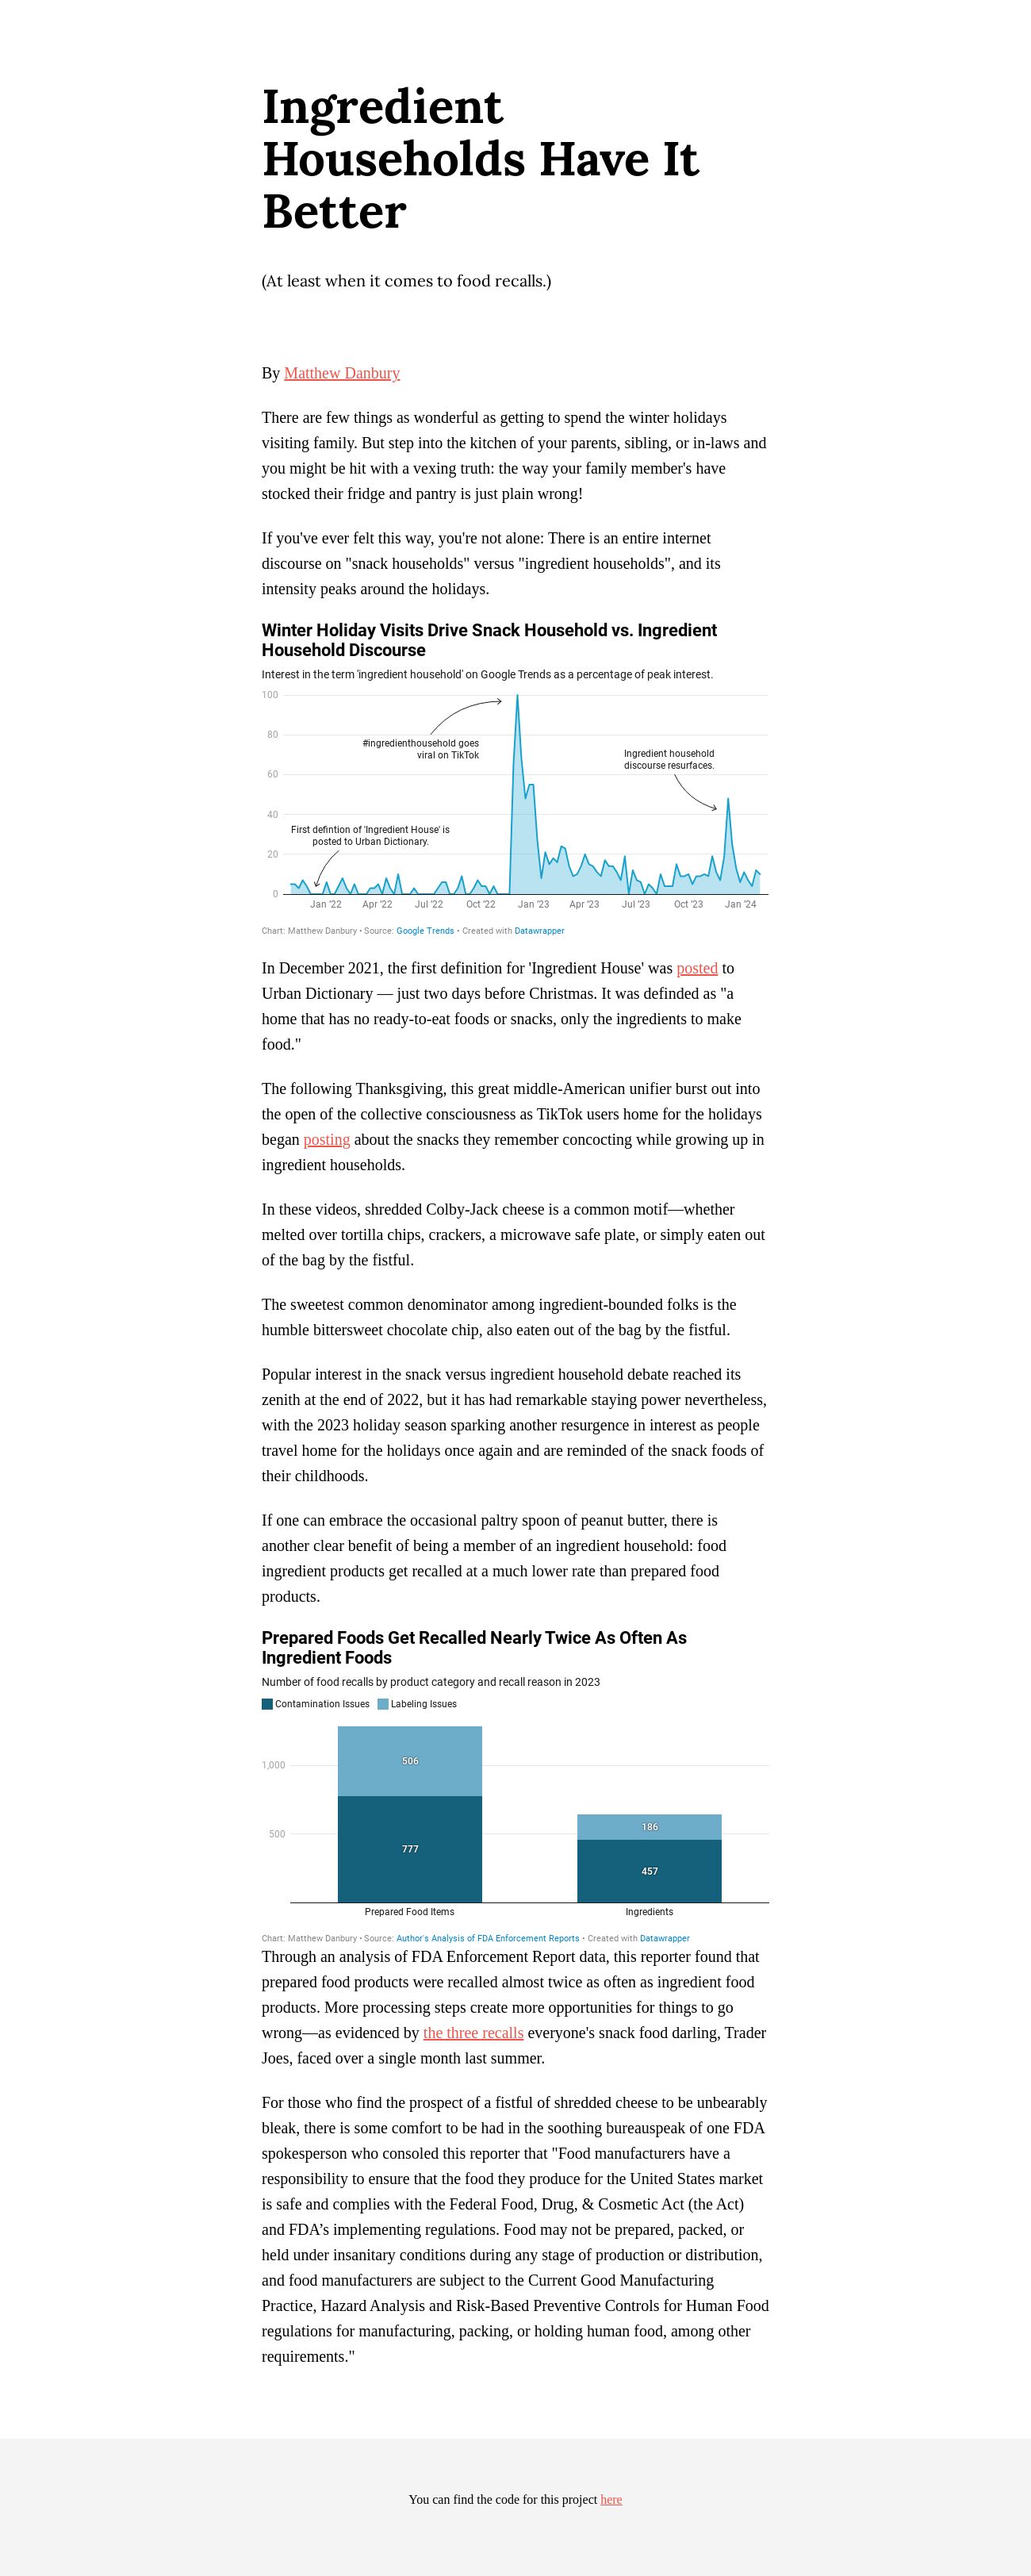 Ingredient
Households Have It
Better
(At least when it comes to food recalls.)
By Matthew Danbury
There are few things as wonderful as getting to spend the winter holidays
visiting family. But step into the kitchen of your parents, sibling, or in-laws and
you might be hit with a vexing truth: the way your family member's have
stocked their fridge and pantry is just plain wrong!
If you've ever felt this way, you're not alone: There is an entire internet
discourse on "snack households" versus "ingredient households", and its
intensity peaks around the holidays.
Winter Holiday Visits Drive Snack Household vs. Ingredient
Household Discourse
Interest in the term 'ingredient household' on Google Trends as a percentage of peak interest.
100
80
60
40
20
0
#ingredienthousehold goes
viral on TikTok
Ingredient household
discourse resurfaces.
First defintion of 'Ingredient House' is
posted to Urban Dictionary.
Jan '22 Apr '22 Jul '22 Oct '22 Jan '23 Apr '23 Jul '23 Oct '23 Jan '24
Chart: Matthew Danbury • Source: Google Trends • Created with Datawrapper
In December 2021, the first definition for 'Ingredient House' was posted to
Urban Dictionary — just two days before Christmas. It was definded as "a
home that has no ready-to-eat foods or snacks, only the ingredients to make
food."
The following Thanksgiving, this great middle-American unifier burst out into
the open of the collective consciousness as TikTok users home for the holidays
began posting about the snacks they remember concocting while growing up in
ingredient households.
In these videos, shredded Colby-Jack cheese is a common motif—whether
melted over tortilla chips, crackers, a microwave safe plate, or simply eaten out
of the bag by the fistful.
The sweetest common denominator among ingredient-bounded folks is the
humble bittersweet chocolate chip, also eaten out of the bag by the fistful.
Popular interest in the snack versus ingredient household debate reached its
zenith at the end of 2022, but it has had remarkable staying power nevertheless,
with the 2023 holiday season sparking another resurgence in interest as people
travel home for the holidays once again and are reminded of the snack foods of
their childhoods.
If one can embrace the occasional paltry spoon of peanut butter, there is
another clear benefit of being a member of an ingredient household: food
ingredient products get recalled at a much lower rate than prepared food
products.
Prepared Foods Get Recalled Nearly Twice As Often As
Ingredient Foods
Number of food recalls by product category and recall reason in 2023
Contamination Issues Labeling Issues
1,000
500
506
777
186
457
Prepared Food Items Ingredients
Chart: Matthew Danbury • Source: Author's Analysis of FDA Enforcement Reports • Created with Datawrapper
Through an analysis of FDA Enforcement Report data, this reporter found that
prepared food products were recalled almost twice as often as ingredient food
products. More processing steps create more opportunities for things to go
wrong—as evidenced by the three recalls everyone's snack food darling, Trader
Joes, faced over a single month last summer.
For those who find the prospect of a fistful of shredded cheese to be unbearably
bleak, there is some comfort to be had in the soothing bureauspeak of one FDA
spokesperson who consoled this reporter that "Food manufacturers have a
responsibility to ensure that the food they produce for the United States market
is safe and complies with the Federal Food, Drug, & Cosmetic Act (the Act)
and FDA’s implementing regulations. Food may not be prepared, packed, or
held under insanitary conditions during any stage of production or distribution,
and food manufacturers are subject to the Current Good Manufacturing
Practice, Hazard Analysis and Risk-Based Preventive Controls for Human Food
regulations for manufacturing, packing, or holding human food, among other
requirements."
You can find the code for this project here